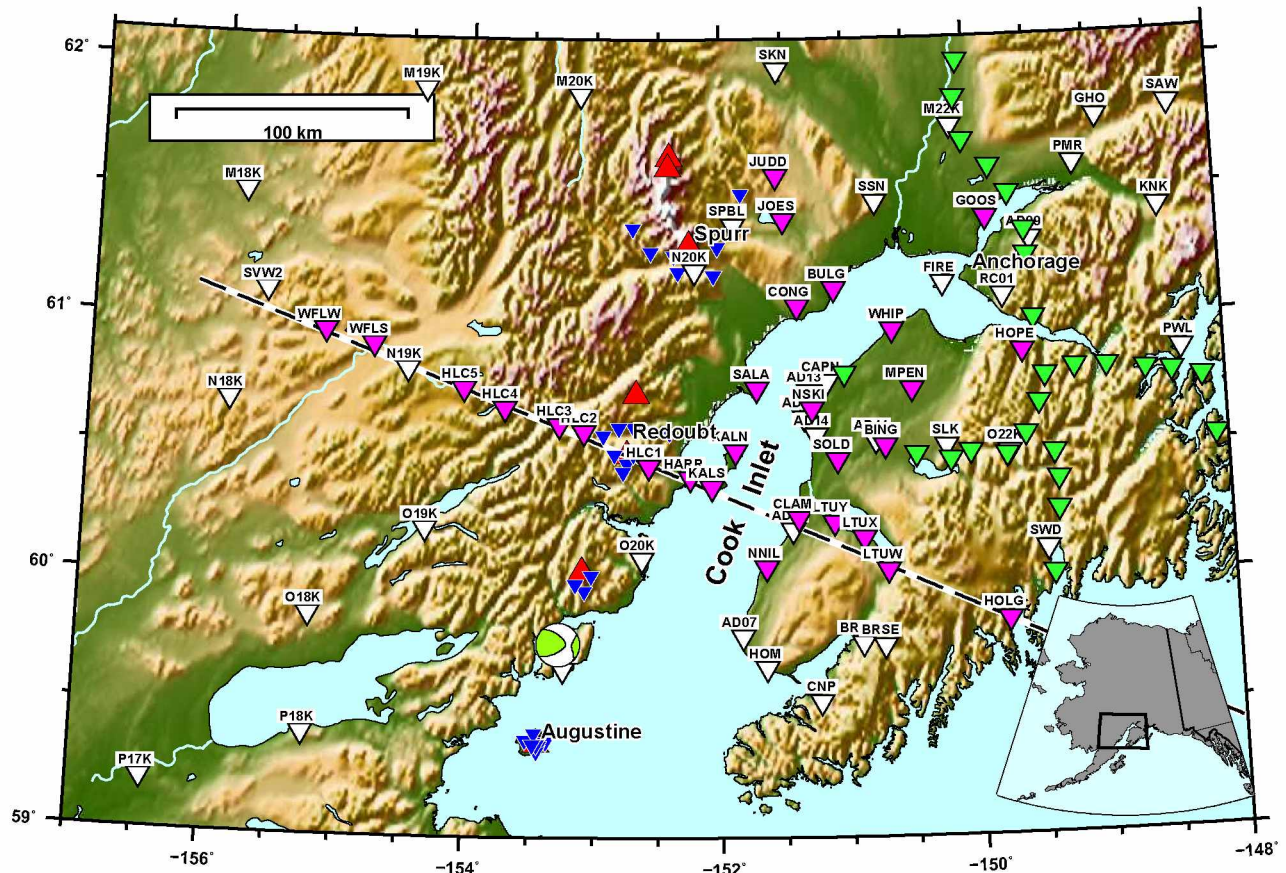 62˚
SKN
M19K
M20K
SAW
GHO
M22K
100 km
PMR
JUDD
M18K
SSN
KNK
GOOS
SPBL
JOES
Spurr
N20K
Anchorage
FIRE
RC01
SVW2
BULG
61˚
CONG
WFLW
WHIP
PWL
WFLS
HOPE
N19K
CAPN
HLC5
SALA
MPEN
N18K
NSKI
HLC4
HLC3
HLC2
Redoubt
BING
SLK
O22K
SOLD
HLC1
KALS
Cook Inlet
CLAM
LTUY
O19K
LTUX
SWD
O20K
60˚
LTUW
NNIL
O18K
HOLG
AD07
BRSE
HOM
CNP
P18K
Augustine
P17K
59˚
−156˚
−154˚
−152˚
−150˚
−148˚